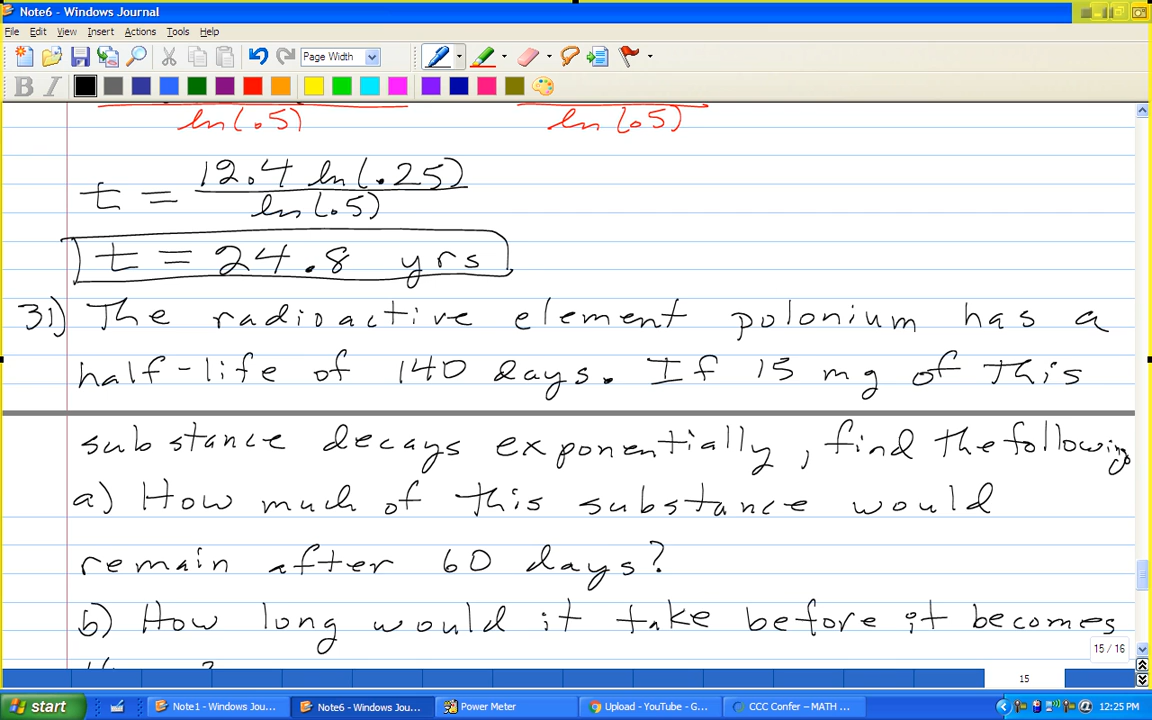 Note6 - Windows Journal
File Edit View Insert Actions Tools Help
Page Width
B I
ln(.5) ln(.5)
t = 12.4 ln(.25)
ln(.5)
t = 24.8 yrs
31) The radioactive element polonium has a
half-life of 140 days. If 15 mg of this
substance decays exponentially, find the following
a) How much of this substance would
remain after 60 days?
b) How long would it take before it becomes
15 / 16
15
start Note1 - Windows Jou... Note6 - Windows Jou... Power Meter Upload - YouTube - G... CCC Confer – MATH ... 12:25 PM